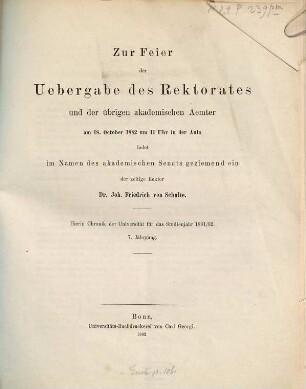 Zur Feier
der
Uebergabe des Rektorates
und der übrigen akademischen Aemter
am 18. October 1882 um 11 Uhr in der Aula
ladet
im Namen des akademischen Senats geziemend ein
der zeitige Rektor
Dr. Joh. Friedrich von Schulte.
Darin Chronik der Universität für das Studienjahr 1881/82.
7. Jahrgang.
Bonn,
Universitäts-Buchdruckerei von Carl Georgi.
1882